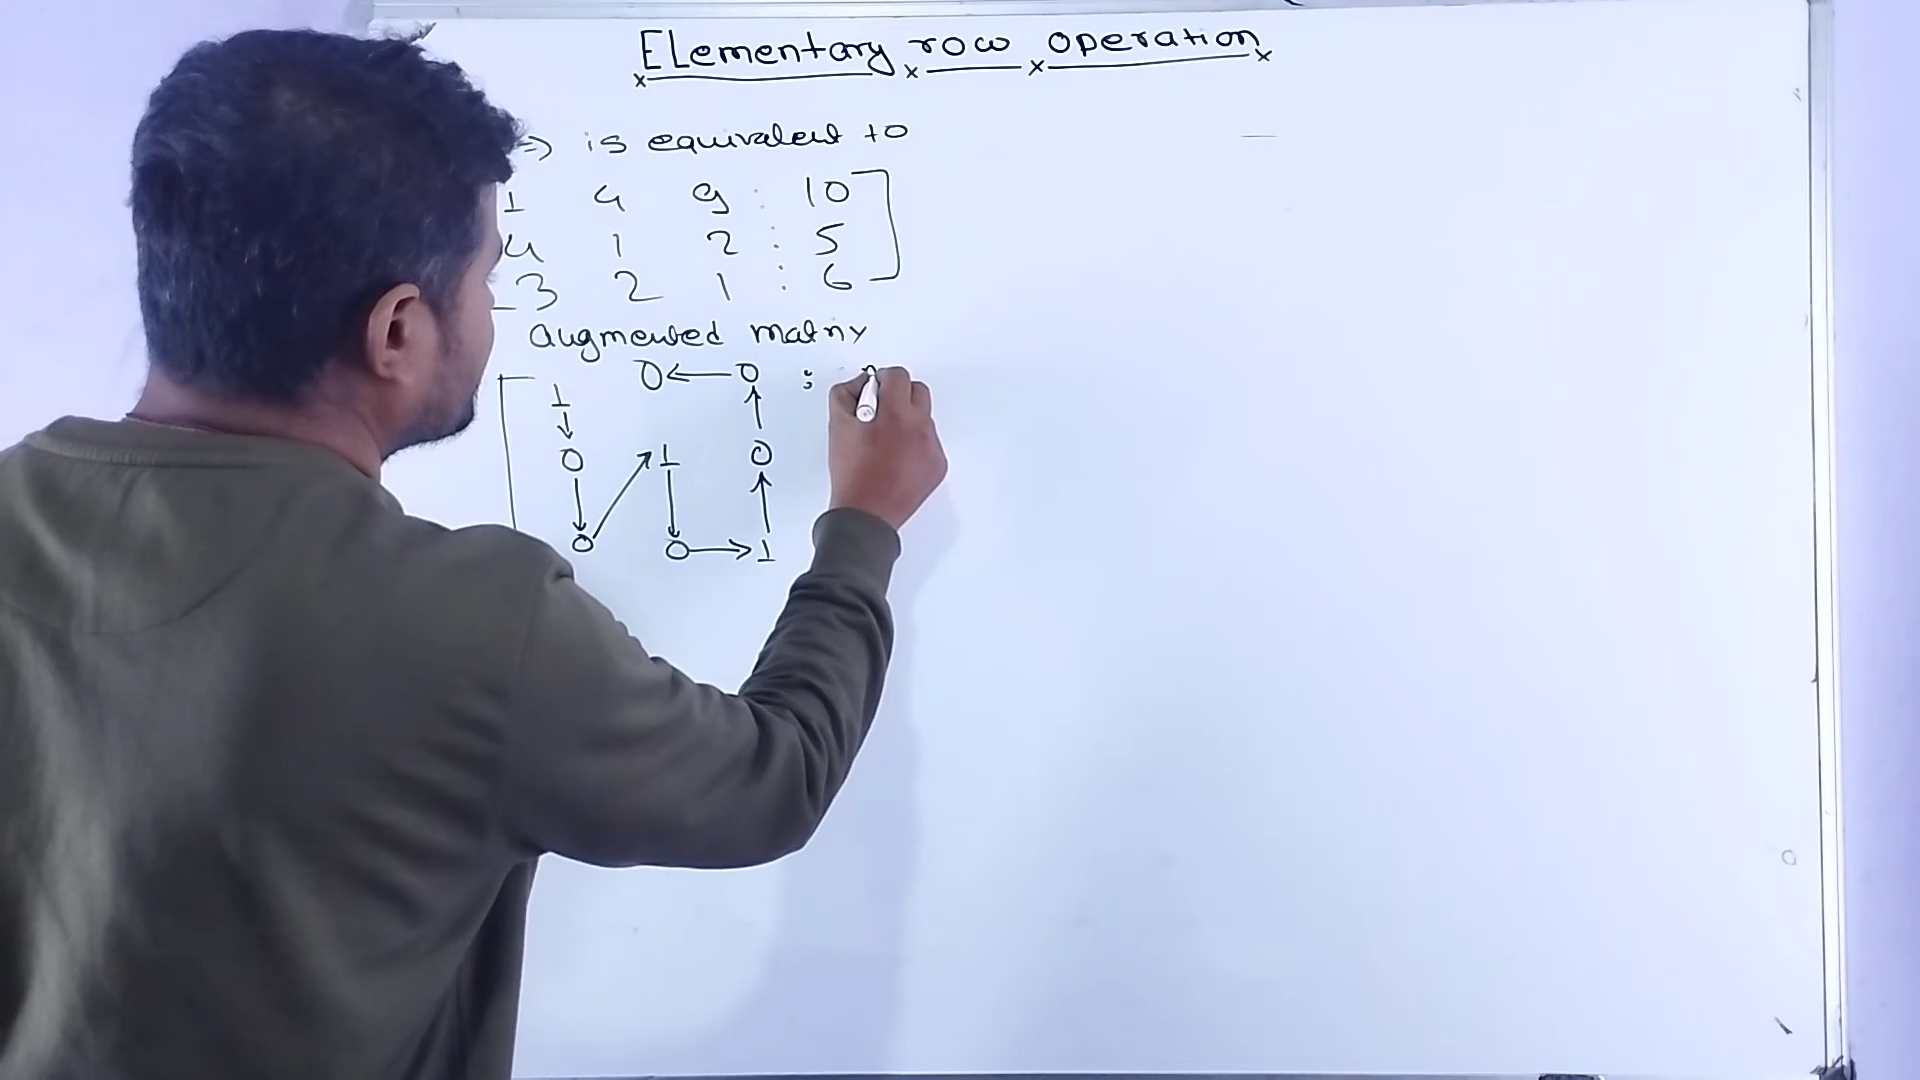 Elementary row operation
=> is equivalent to
1 4 9 : 10
4 1 2 : 5
3 2 1 : 6
augmented matrix
1 0 ← 0 :
↓ ↑
0 1 0
↓ ↓ ↑
0 0 → 1